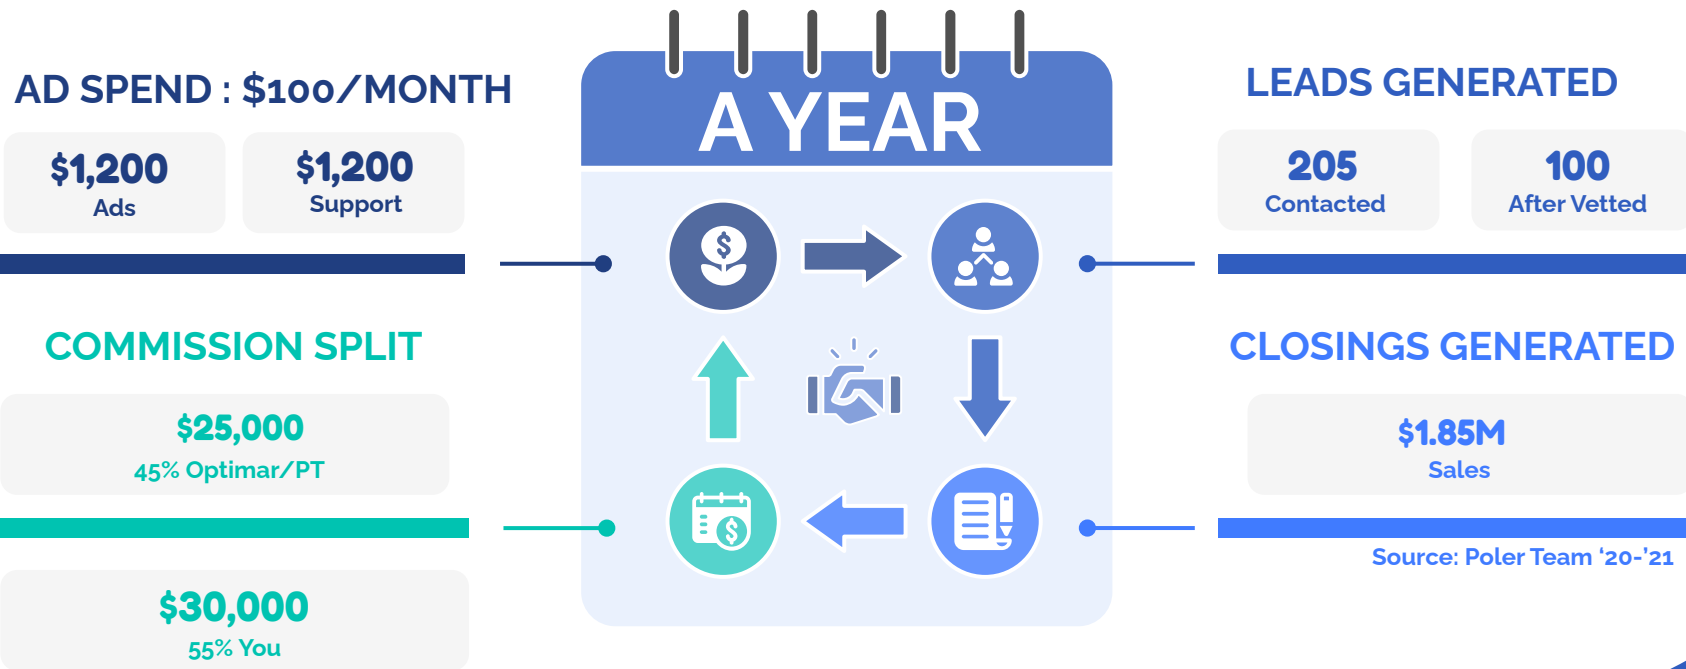 AD SPEND : $100/MONTH
$1,200
Ads
$1,200
Support
A YEAR
LEADS GENERATED
205
Contacted
100
After Vetted
COMMISSION SPLIT
$25,000
45% Optimar/PT
$30,000
55% You
CLOSINGS GENERATED
$1.85M
Sales
Source: Poler Team ‘20-’21